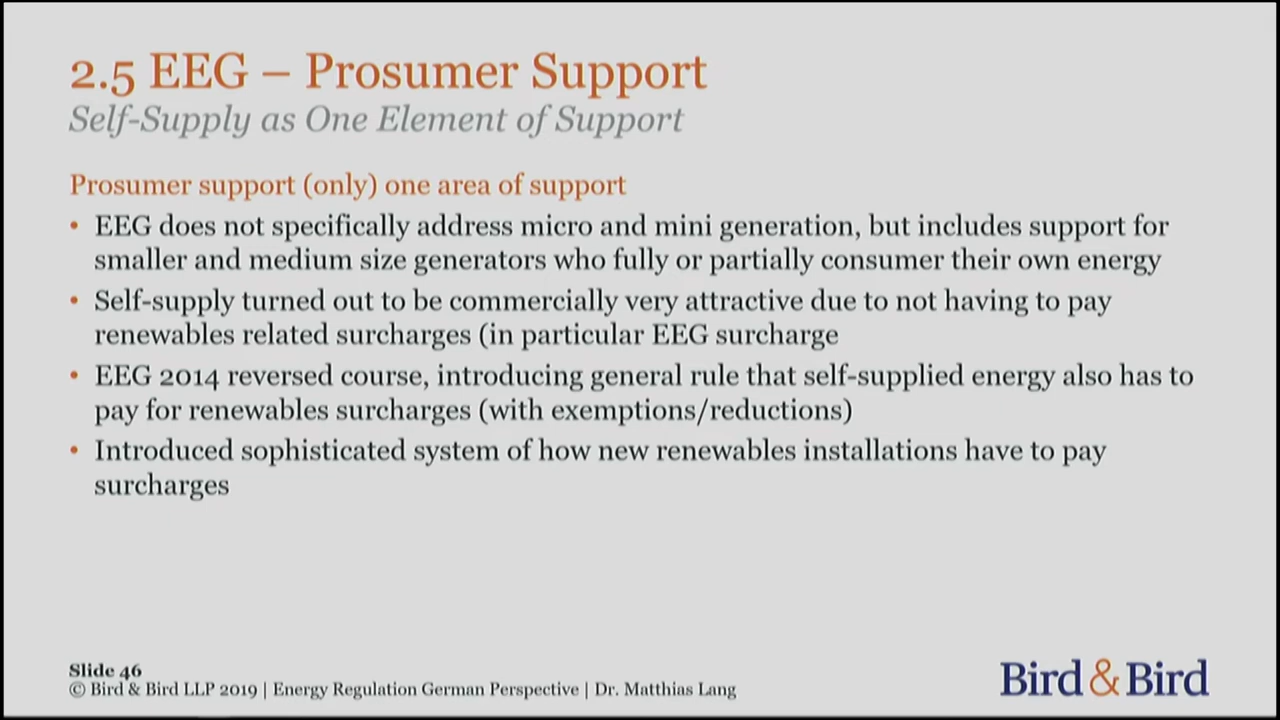 2.5 EEG – Prosumer Support
Self-Supply as One Element of Support
Prosumer support (only) one area of support
• EEG does not specifically address micro and mini generation, but includes support for
smaller and medium size generators who fully or partially consumer their own energy
• Self-supply turned out to be commercially very attractive due to not having to pay
renewables related surcharges (in particular EEG surcharge
• EEG 2014 reversed course, introducing general rule that self-supplied energy also has to
pay for renewables surcharges (with exemptions/reductions)
• Introduced sophisticated system of how new renewables installations have to pay
surcharges
Slide 46
© Bird & Bird LLP 2019 | Energy Regulation German Perspective | Dr. Matthias Lang
Bird & Bird